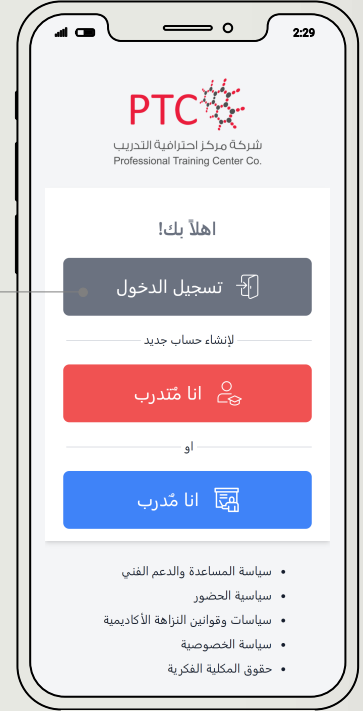 2:29
PTC
شركة مركز احترافية التدريب
Professional Training Center Co.
اهلاً بك!
تسجيل الدخول
لإنشاء حساب جديد
انا مُتدرب
او
انا مُدرب
• سياسة المساعدة والدعم الفني
• سياسية الحضور
• سياسات وقوانين النزاهة الأكاديمية
• سياسة الخصوصية
• حقوق المكلية الفكرية